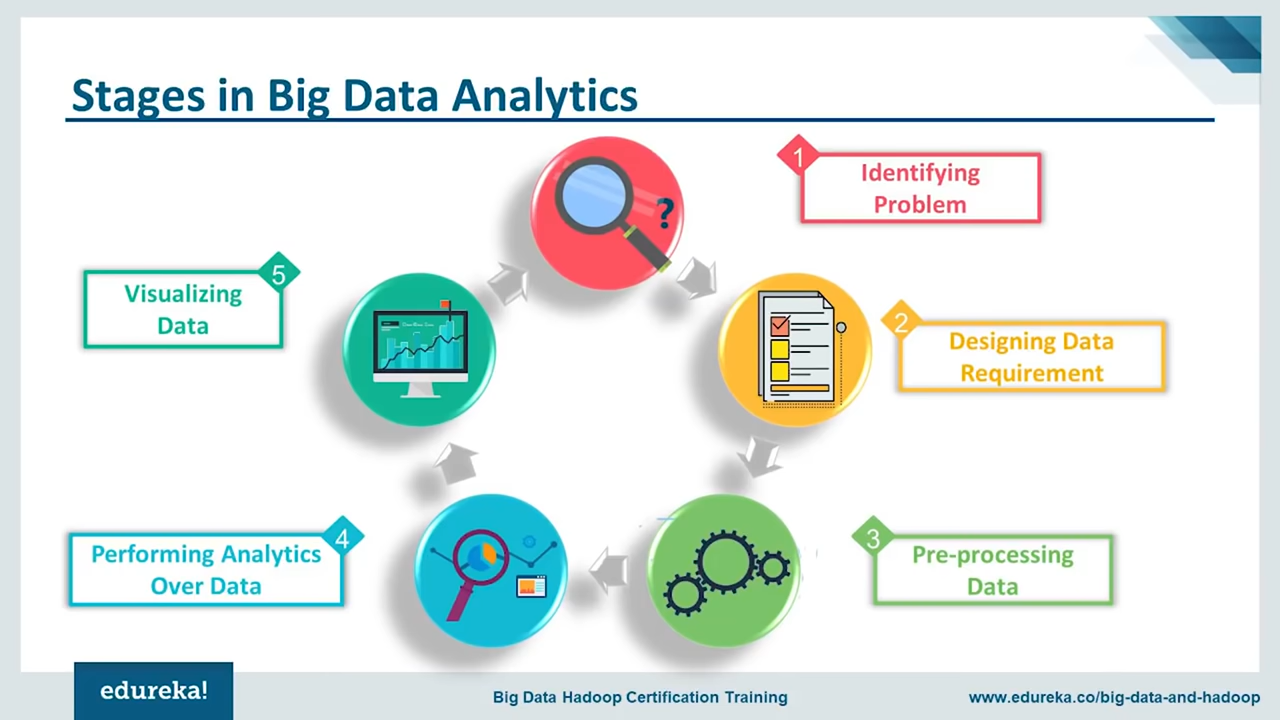 Stages in Big Data Analytics
?
1
Identifying
Problem
2
Designing Data
Requirement
3
Pre-processing
Data
4
Performing Analytics
Over Data
5
Visualizing
Data
edureka!
Big Data Hadoop Certification Training
www.edureka.co/big-data-and-hadoop